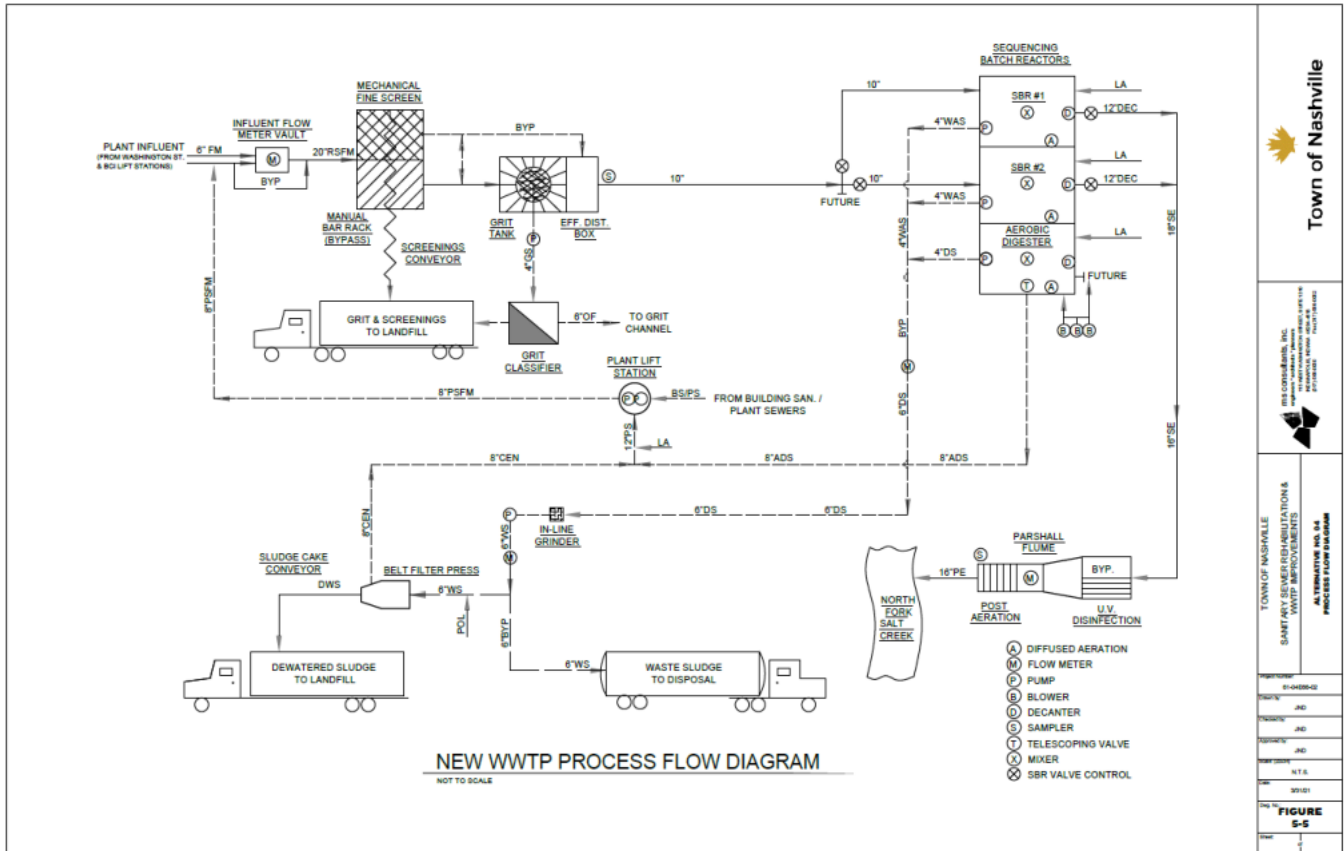 SEQUENCING
BATCH REACTORS
MECHANICAL
FINE SCREEN
INFLUENT FLOW
METER VAULT
PLANT INFLUENT
(FROM WASHINGTON ST.
& BCI LIFT STATIONS)
6" FM
M
BYP
20"RSFM
BYP
MANUAL
BAR RACK
(BYPASS)
SCREENINGS
CONVEYOR
GRIT
TANK
EFF. DIST.
BOX
S
10"
10"
10"
FUTURE
P
4"GS
GRIT & SCREENINGS
TO LANDFILL
GRIT
CLASSIFIER
6"OF
TO GRIT
CHANNEL
SBR #1
X
P
D
A
LA
12"DEC
4"WAS
SBR #2
X
P
D
A
LA
12"DEC
4"WAS
4"WAS
AEROBIC
DIGESTER
X
P
D
T
A
LA
4"DS
FUTURE
B
B
B
18"SE
16"SE
BYP
M
6"DS
8"PSFM
8"PSFM
PLANT LIFT
STATION
P
P
BS/PS
FROM BUILDING SAN. /
PLANT SEWERS
12"PS
LA
8"CEN
8"ADS
8"ADS
8"CEN
6"DS
6"DS
IN-LINE
GRINDER
P
6"WS
M
SLUDGE CAKE
CONVEYOR
DWS
BELT FILTER PRESS
6"WS
POL
6"BYP
6"WS
DEWATERED SLUDGE
TO LANDFILL
WASTE SLUDGE
TO DISPOSAL
NORTH
FORK
SALT
CREEK
16"PE
S
PARSHALL
FLUME
M
BYP.
POST
AERATION
U.V.
DISINFECTION
A DIFFUSED AERATION
M FLOW METER
P PUMP
B BLOWER
D DECANTER
S SAMPLER
T TELESCOPING VALVE
X MIXER
SBR VALVE CONTROL
NEW WWTP PROCESS FLOW DIAGRAM
NOT TO SCALE
Town of Nashville
ms consultants, inc.
TOWN OF NASHVILLE
SANITARY SEWER REHABILITATION &
WWTP IMPROVEMENTS
ALTERNATIVE NO. 04
PROCESS FLOW DIAGRAM
JND
JND
JND
N.T.S.
FIGURE
5-5